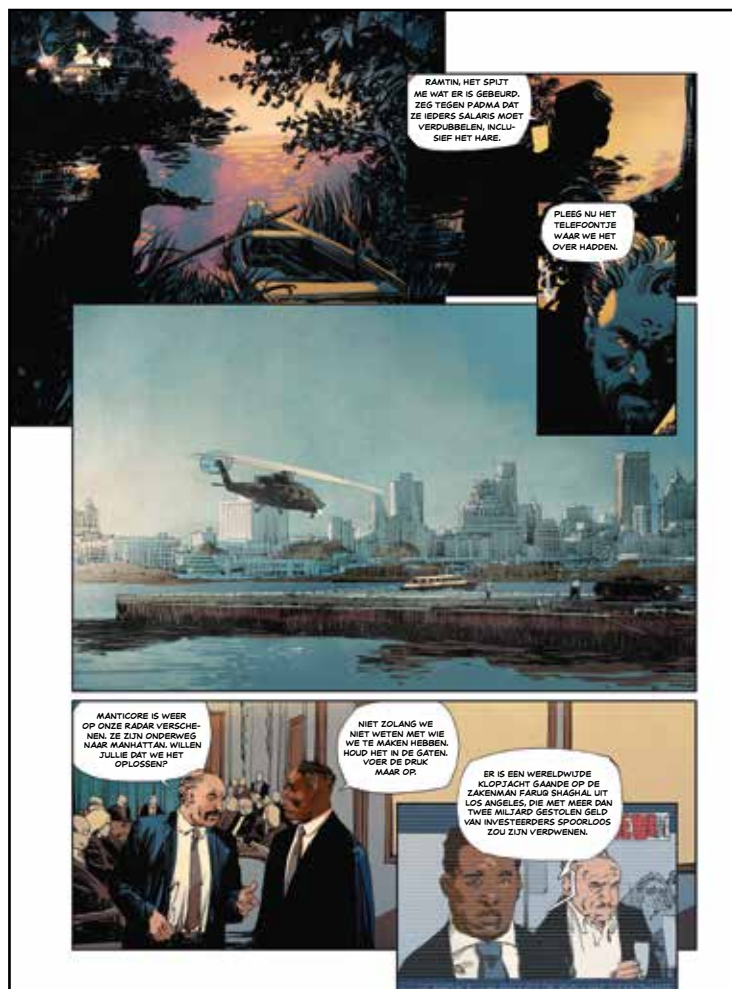 RAMTIN, HET SPIJT
ME WAT ER IS GEBEURD.
ZEG TEGEN PADMA DAT
ZE IEDERS SALARIS MOET
VERDUBBELEN, INCLU-
SIEF HET HARE.
PLEEG NU HET
TELEFOONTJE
WAAR WE HET
OVER HADDEN.
MANTICORE IS WEER
OP ONZE RADAR VERSCHE-
NEN. ZE ZIJN ONDERWEG
NAAR MANHATTAN. WILLEN
JULLIE DAT WE HET
OPLOSSEN?
NIET ZOLANG WE
NIET WETEN MET WIE
WE TE MAKEN HEBBEN.
HOUD HET IN DE GATEN.
VOER DE DRUK
MAAR OP.
ER IS EEN WERELDWIJDE
KLOPJACHT GAANDE OP DE
ZAKENMAN FARUQ SHAGHAL UIT
LOS ANGELES, DIE MET MEER DAN
TWEE MILJARD GESTOLEN GELD
VAN INVESTEERDERS SPOORLOOS
ZOU ZIJN VERDWENEN.